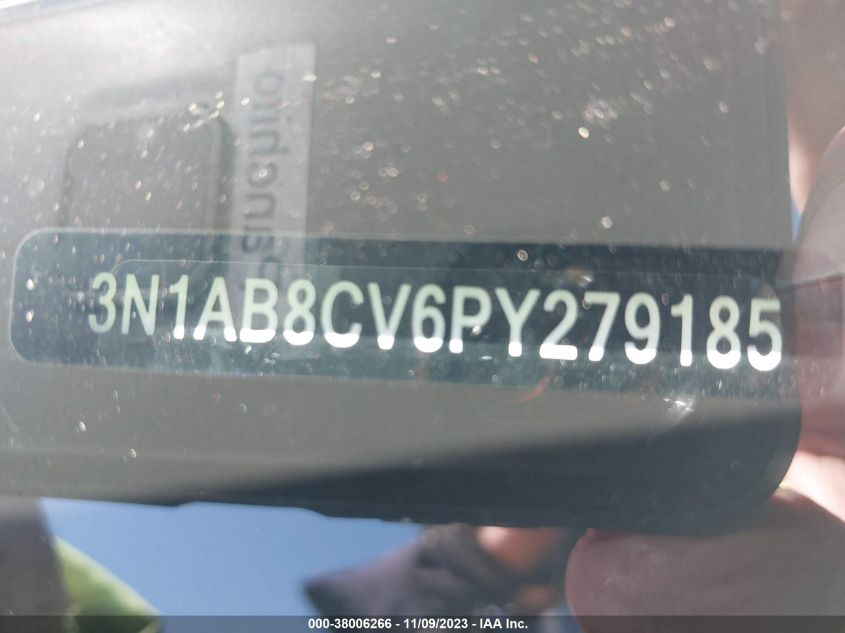 3N1AB8CV6PY279185
000-38006266 - 11/09/2023 - IAA Inc.